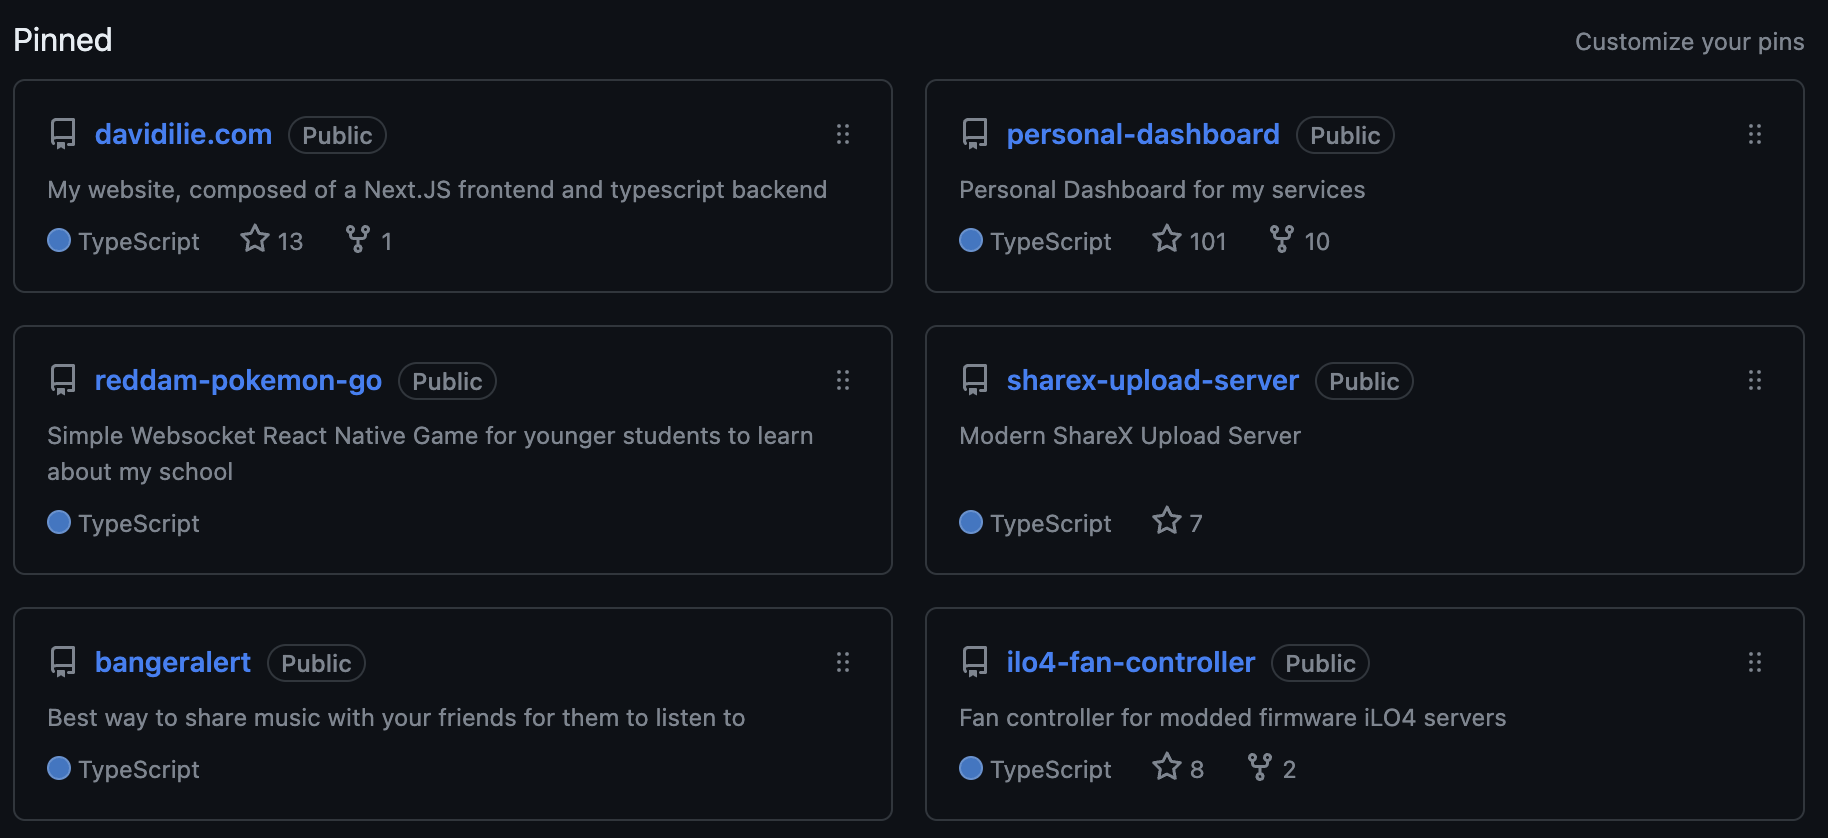 Pinned
Customize your pins
davidilie.com Public
My website, composed of a Next.JS frontend and typescript backend
TypeScript 13 1
personal-dashboard Public
Personal Dashboard for my services
TypeScript 101 10
reddam-pokemon-go Public
Simple Websocket React Native Game for younger students to learn
about my school
TypeScript
sharex-upload-server Public
Modern ShareX Upload Server
TypeScript 7
bangeralert Public
Best way to share music with your friends for them to listen to
TypeScript
ilo4-fan-controller Public
Fan controller for modded firmware iLO4 servers
TypeScript 8 2